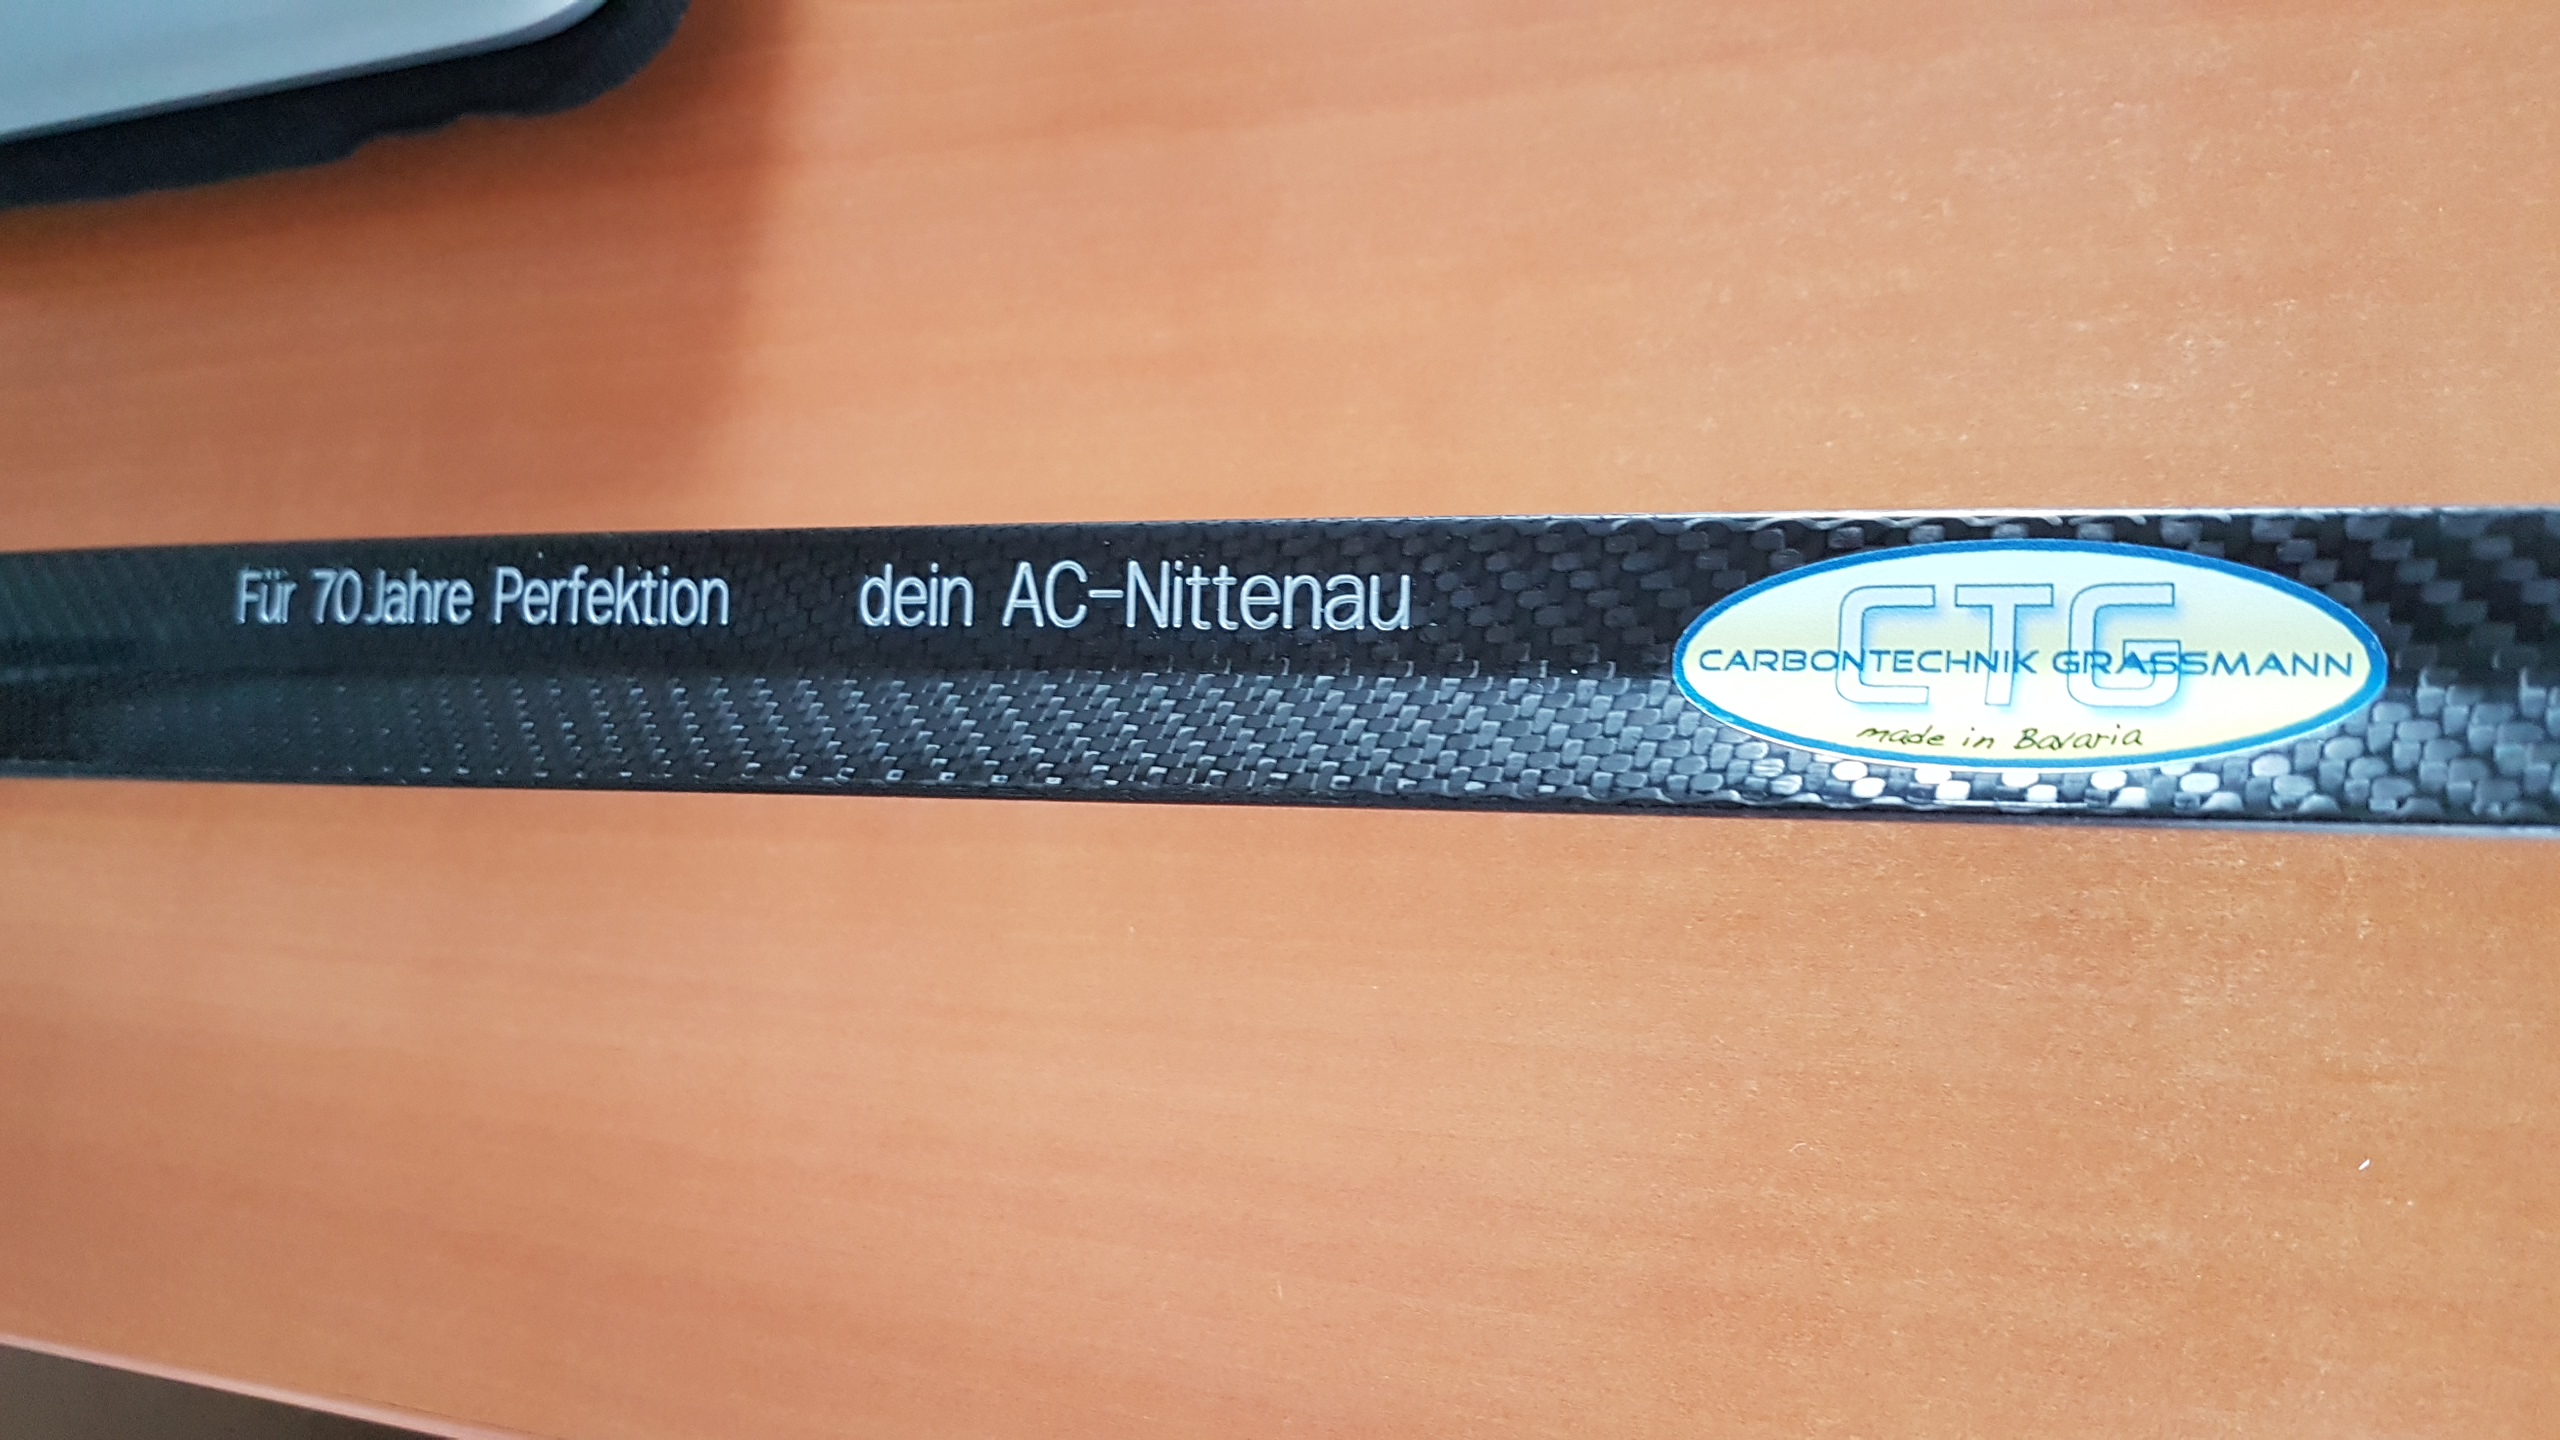 Für 70 Jahre Perfektion dein AC-Nittenau
CTG
CARBONTECHNIK GRASSMANN
made in Bavaria